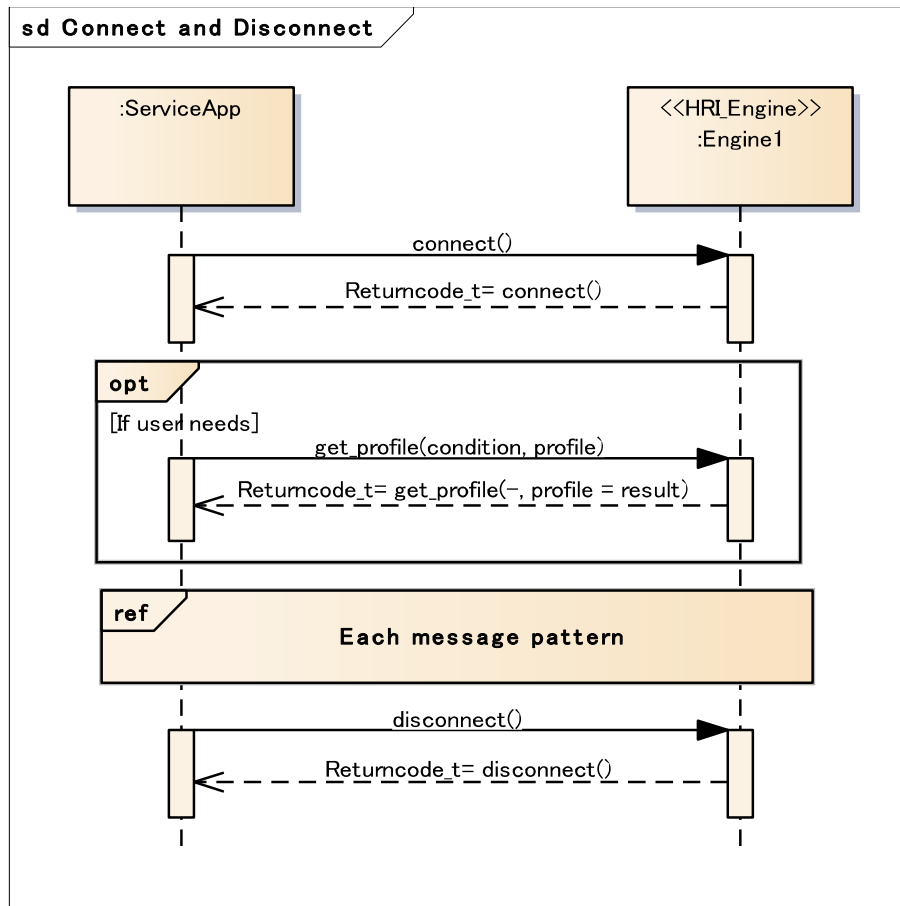 sd Connect and Disconnect
:ServiceApp
<<HRI_Engine>>
:Engine1
connect()
Returncode_t= connect()
opt
[If user needs]
get_profile(condition, profile)
Returncode_t= get_profile(-, profile = result)
ref
Each message pattern
disconnect()
Returncode_t= disconnect()